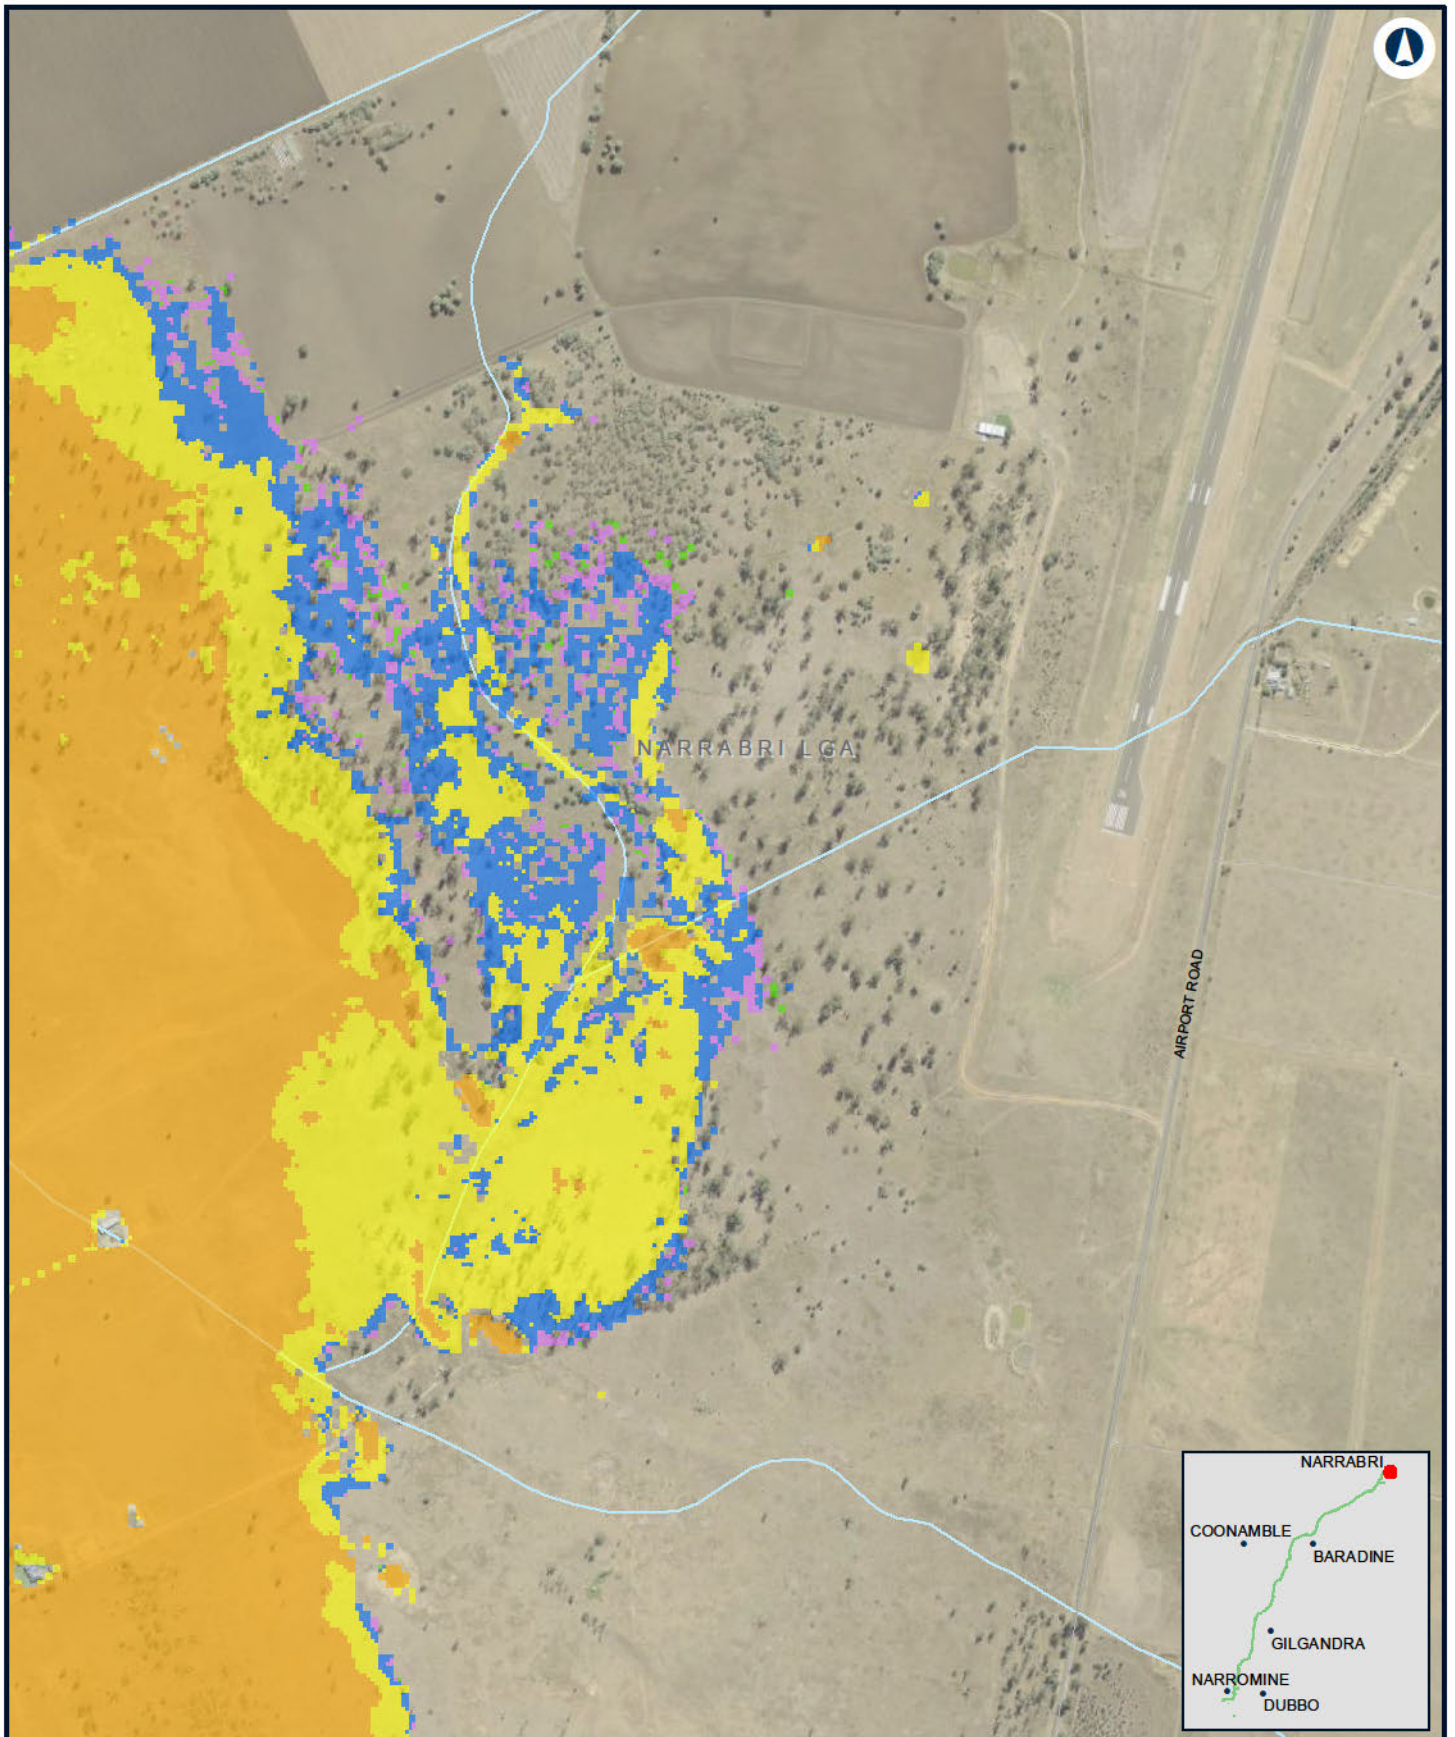 NARRABRI LGA
AIRPORT ROAD
NARRABRI
COONAMBLE
BARADINE
GILGANDRA
NARROMINE
DUBBO